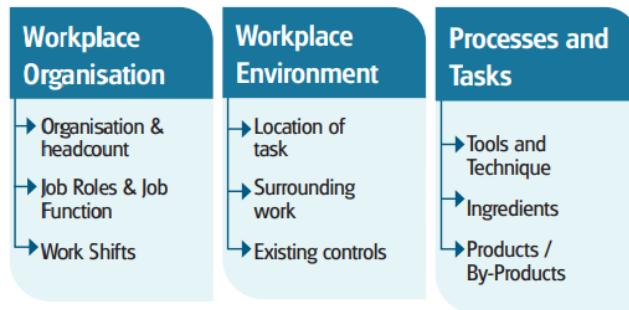 Workplace
Organisation
Organisation &
headcount
Job Roles & Job
Function
Work Shifts
Workplace
Environment
Location of
task
Surrounding
work
Existing controls
Processes and
Tasks
Tools and
Technique
Ingredients
Products /
By-Products